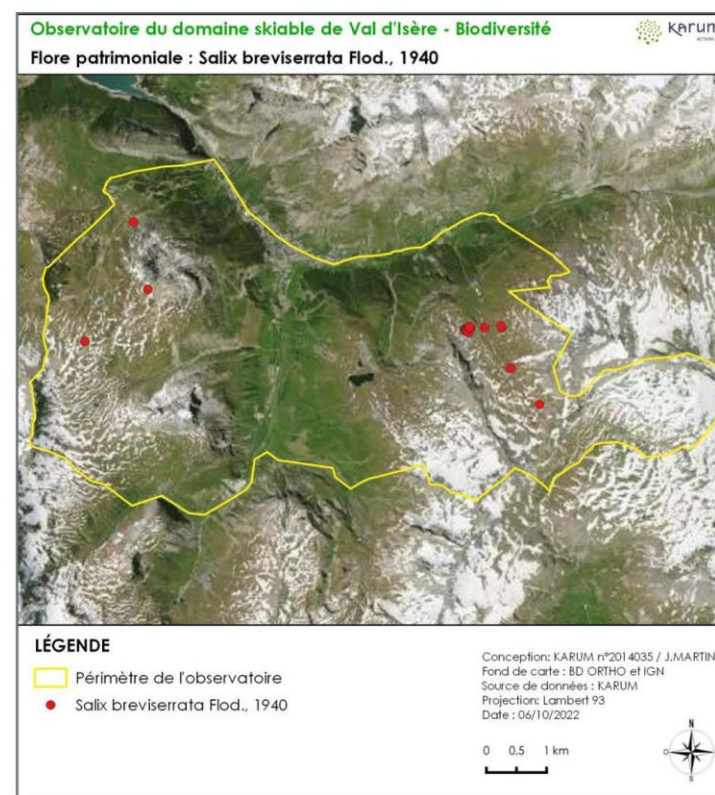 Observatoire du domaine skiable de Val d'Isère - Biodiversité
KARUM
Flore patrimoniale : Salix breviserrata Flod., 1940
LÉGENDE
Périmètre de l'observatoire
Salix breviserrata Flod., 1940
Conception: KARUM n°2014035 / J.MARTIN
Fond de carte : BD ORTHO et IGN
Source de données : KARUM
Projection: Lambert 93
Date : 06/10/2022
0 0,5 1 km
N
O
S